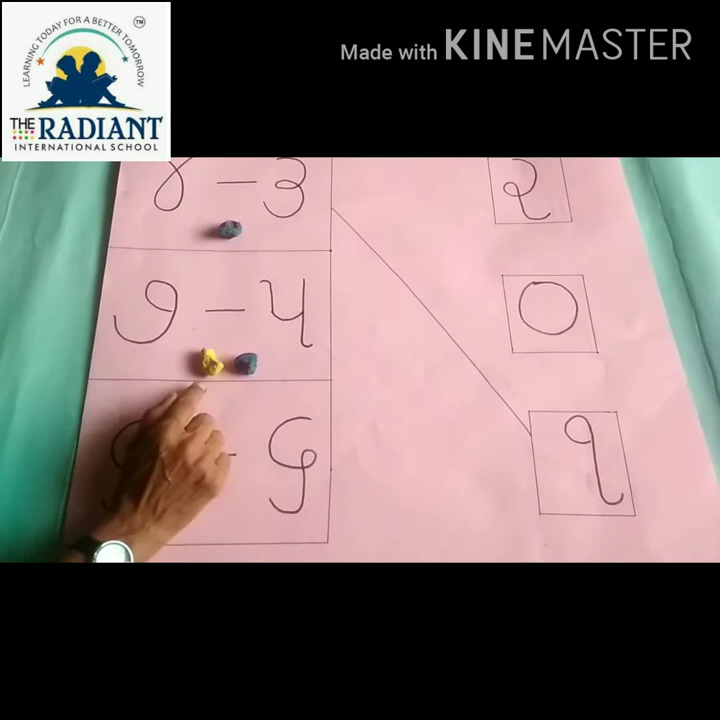 LEARNING TODAY FOR A BETTER TOMORROW
TM
THE RADIANT
INTERNATIONAL SCHOOL
Made with KINEMASTER
૪ – ૩
૨
૭ – ૫
૦
– ૬
૧